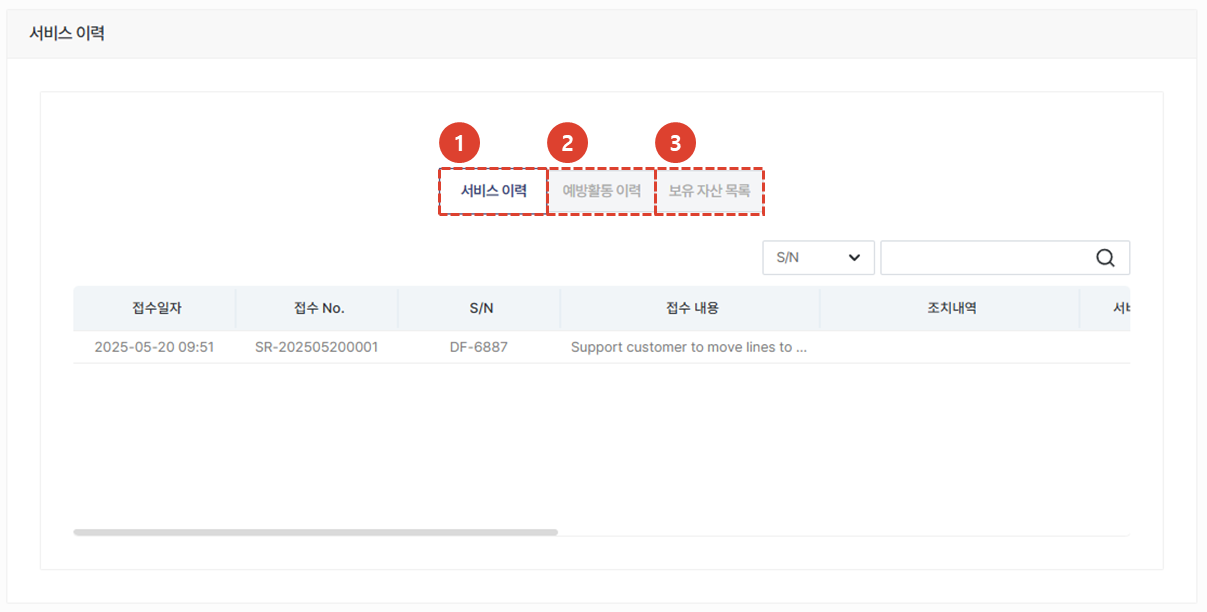 서비스 이력
1 2 3
서비스 이력 예방활동 이력 보유 자산 목록
S/N
접수일자 접수 No. S/N 접수 내용 조치내역 서비
2025-05-20 09:51 SR-202505200001 DF-6887 Support customer to move lines to ...